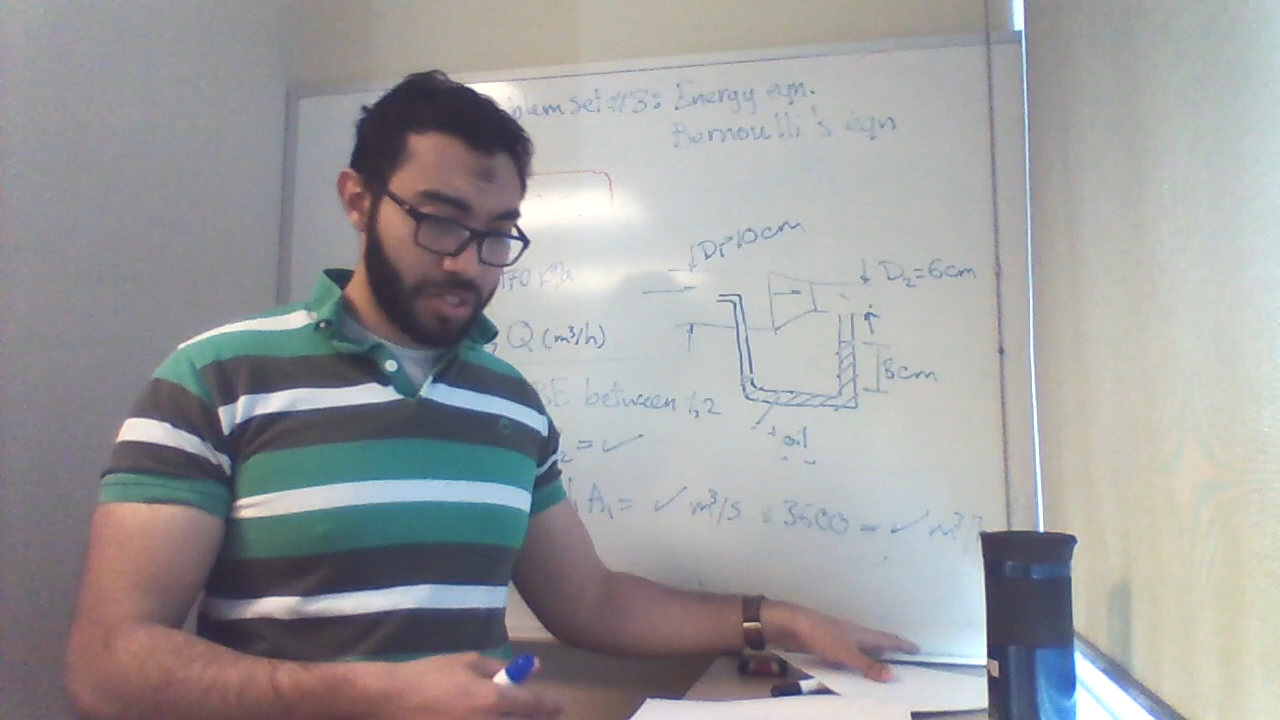 blem set #3: Energy eqn.
Bernoulli's eqn
D₁=10cm
D₂=6cm
170 kPa
Q (m³/h)
8cm
BE between 1,2
₂ = ✓
oil
A₁ = ✓ m³/s × 3600 = ✓ m³/